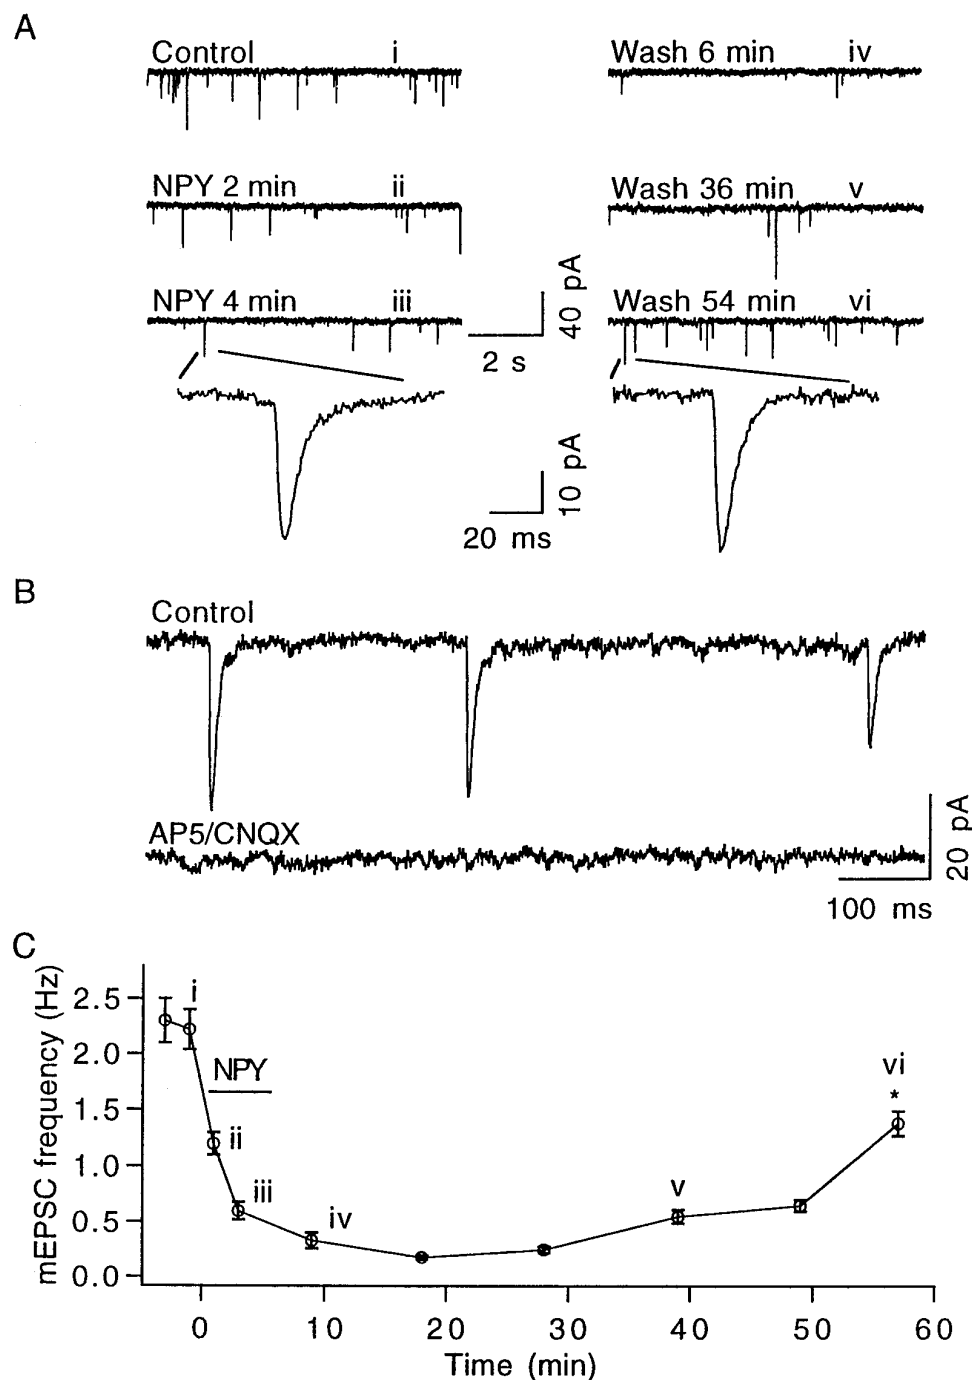 A
Control i
Wash 6 min iv
NPY 2 min ii
Wash 36 min v
NPY 4 min iii
Wash 54 min vi
40 pA
2 s
10 pA
20 ms
B
Control
AP5/CNQX
20 pA
100 ms
C
mEPSC frequency (Hz)
2.5
2.0
1.5
1.0
0.5
0.0
i
NPY
ii
iii
iv
v
vi
*
0 10 20 30 40 50 60
Time (min)